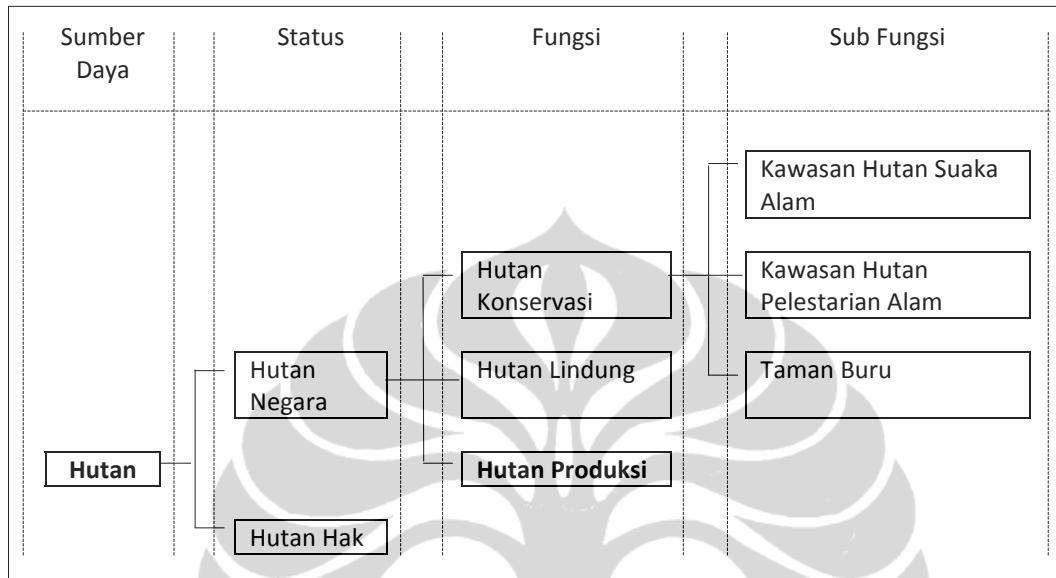 Sumber
Daya
Status
Fungsi
Sub Fungsi
Kawasan Hutan Suaka
Alam
Hutan
Konservasi
Kawasan Hutan
Pelestarian Alam
Hutan
Negara
Hutan Lindung
Taman Buru
Hutan
Hutan Produksi
Hutan Hak